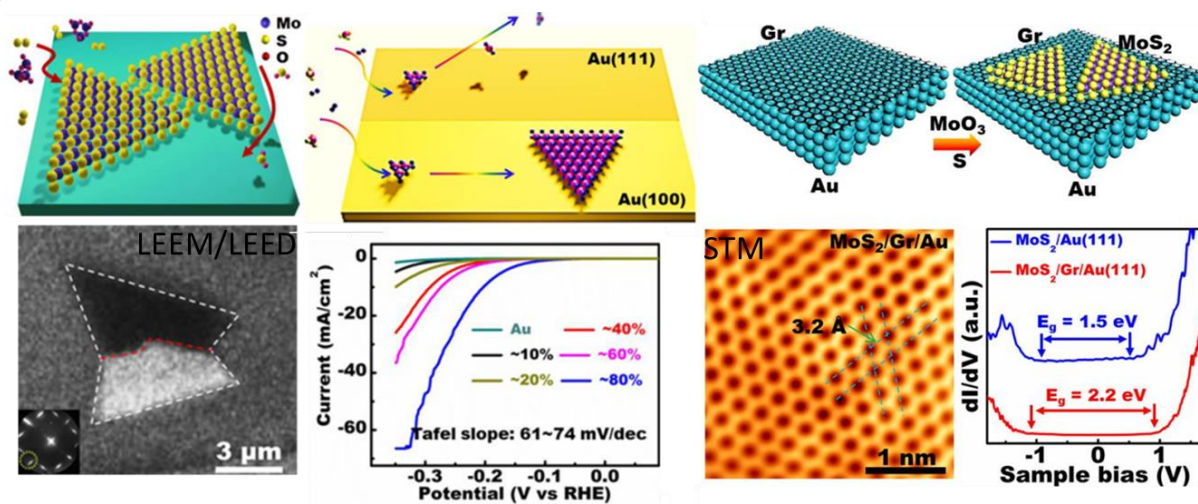 Mo
S
O
Au(111)
Au(100)
Gr
Au
MoO₃
S
Gr
MoS₂
Au
LEEM/LEED
3 μm
Current (mA/cm²)
0
-20
-40
-60
Au
~10%
~20%
~40%
~60%
~80%
Tafel slope: 61~74 mV/dec
-0.3 -0.2 -0.1 0.0
Potential (V vs RHE)
STM
MoS₂/Gr/Au
3.2 Å
1 nm
dI/dV (a.u.)
MoS₂/Au(111)
MoS₂/Gr/Au(111)
Eg = 1.5 eV
Eg = 2.2 eV
-1 0 1
Sample bias (V)